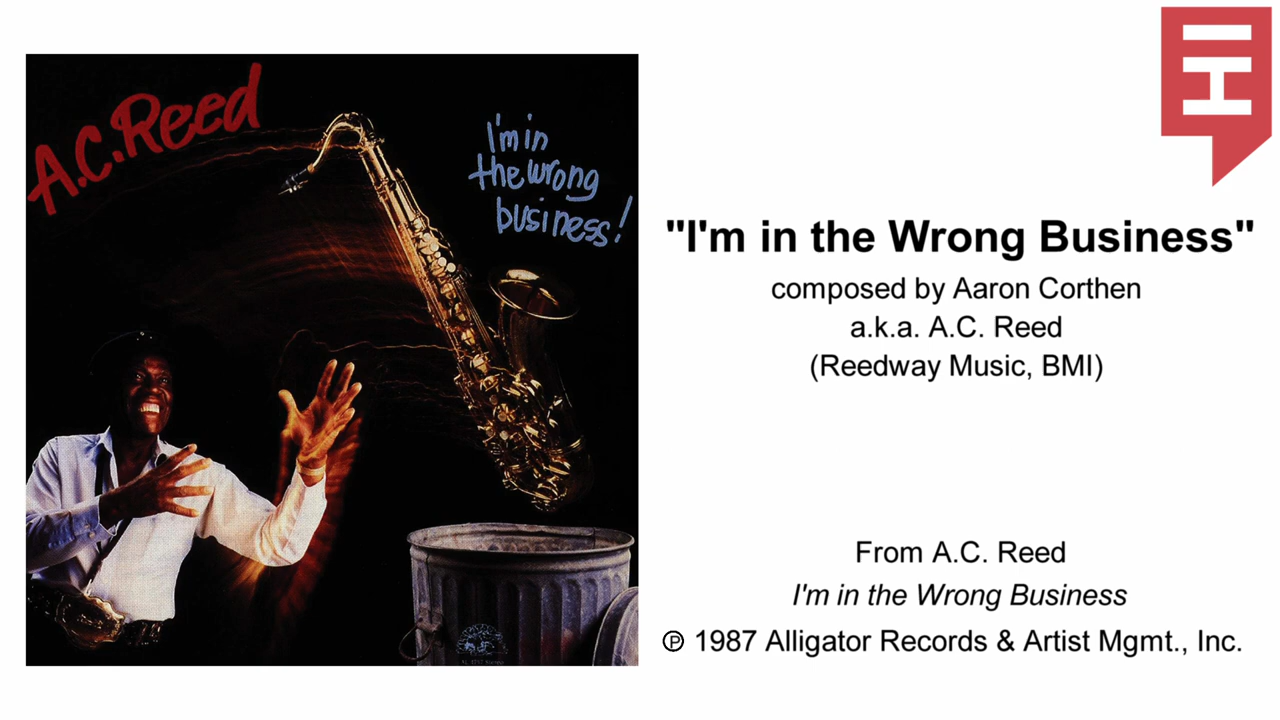 A.C. Reed
I'm in
the wrong
business!
"I'm in the Wrong Business"
composed by Aaron Corthen
a.k.a. A.C. Reed
(Reedway Music, BMI)
From A.C. Reed
I'm in the Wrong Business
℗ 1987 Alligator Records & Artist Mgmt., Inc.